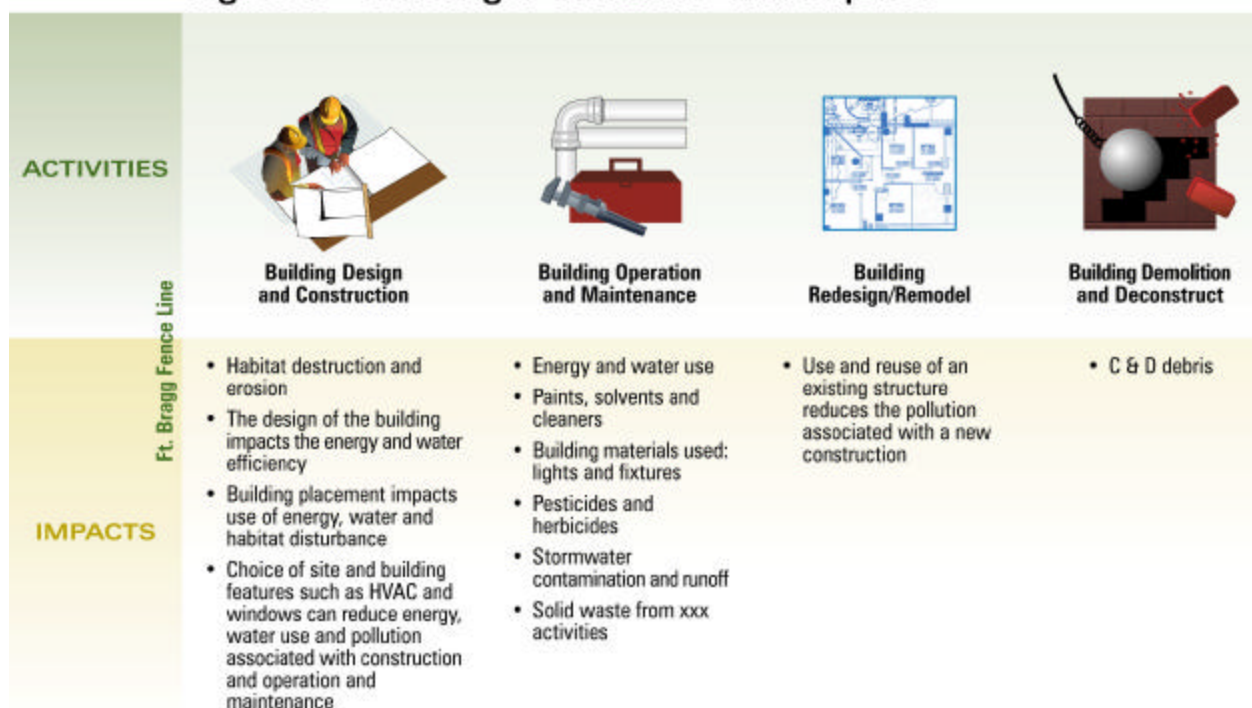 ACTIVITIES
Building Design
and Construction
Building Operation
and Maintenance
Building
Redesign/Remodel
Building Demolition
and Deconstruct
Ft. Bragg Fence Line
IMPACTS
• Habitat destruction and
erosion
• The design of the building
impacts the energy and water
efficiency
• Building placement impacts
use of energy, water and
habitat disturbance
• Choice of site and building
features such as HVAC and
windows can reduce energy,
water use and pollution
associated with construction
and operation and
maintenance
• Energy and water use
• Paints, solvents and
cleaners
• Building materials used:
lights and fixtures
• Pesticides and
herbicides
• Stormwater
contamination and runoff
• Solid waste from xxx
activities
• Use and reuse of an
existing structure
reduces the pollution
associated with a new
construction
• C & D debris